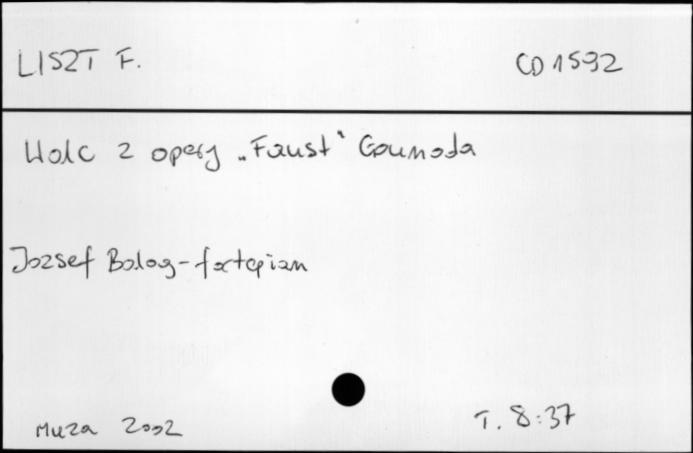 LISZT F.
CD 1592
Walc z opery „Faust" Gounoda
Jozsef Balog - fortepian
Muza 2002
T. 8:37